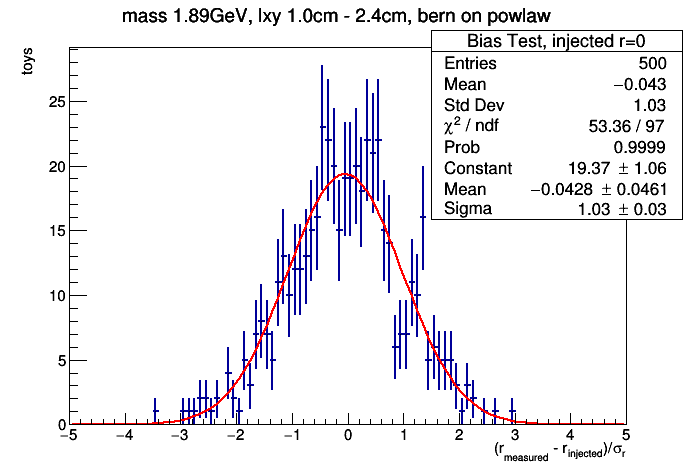 mass 1.89GeV, lxy 1.0cm - 2.4cm, bern on powlaw
toys
Bias Test, injected r=0
Entries 500
Mean −0.043
Std Dev 1.03
χ² / ndf 53.36 / 97
Prob 0.9999
Constant 19.37 ± 1.06
Mean −0.0428 ± 0.0461
Sigma 1.03 ± 0.03
25
20
15
10
5
0
−5 −4 −3 −2 −1 0 1 2 3 4 5
(r_measured - r_injected)/σ_r